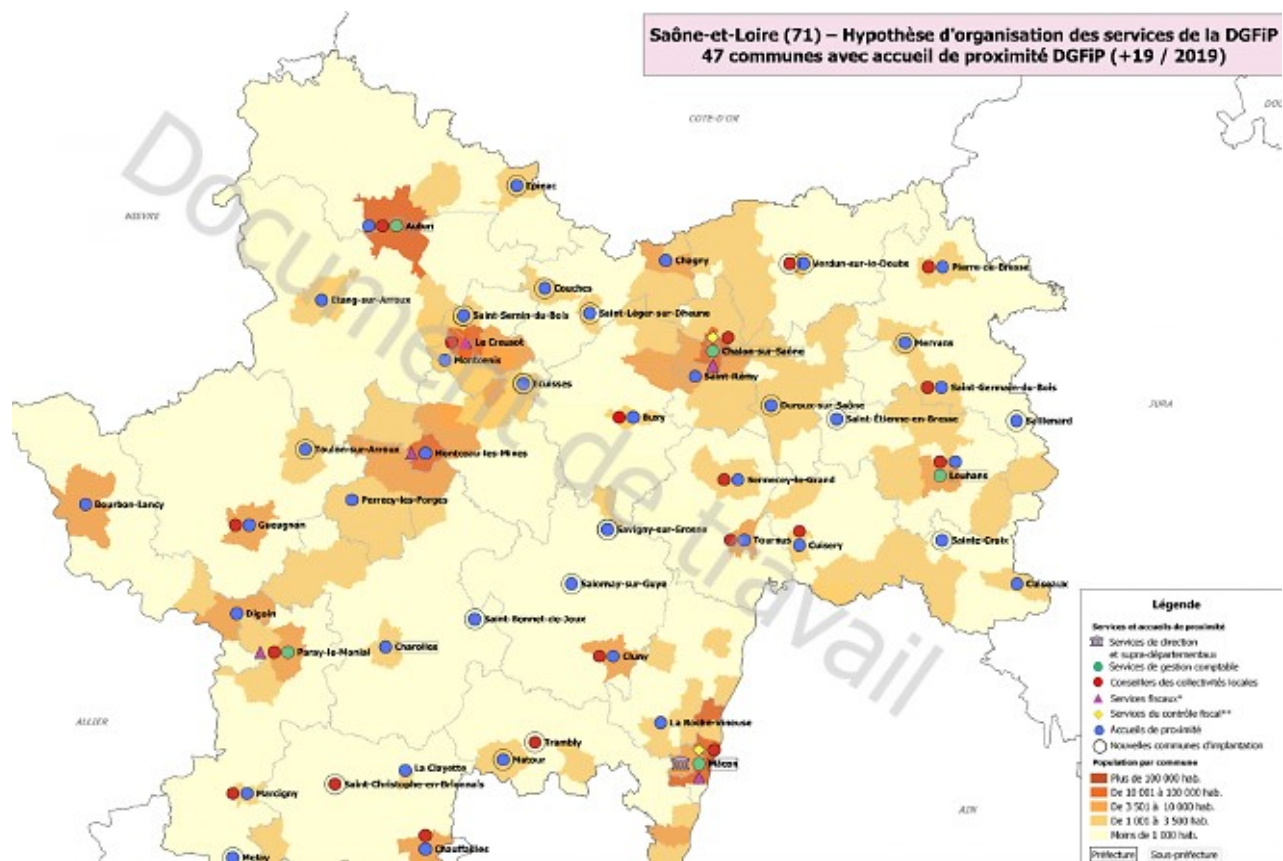 Saône-et-Loire (71) – Hypothèse d'organisation des services de la DGFiP
47 communes avec accueil de proximité DGFiP (+19 / 2019)
COTE-D'OR
NIEVRE
Epinac
Autun
Chagny
Verdun-sur-le-Doubs
Pierre-de-Bresse
Couches
Etang-sur-Arroux
Saint-Sernin-du-Bois
Saint-Léger-sur-Dheune
Le Creusot
Montcenis
Chalon-sur-Saône
Mervans
Saint-Rémy
Ecuisses
Saint-Germain-du-Bois
JURA
Ouroux-sur-Saône
Buxy
Saint-Étienne-en-Bresse
Saillenard
Toulon-sur-Arroux
Montceau-les-Mines
Sennecey-le-Grand
Louhans
Bourbon-Lancy
Perrecy-les-Forges
Gueugnon
Savigny-sur-Grosne
Tournus
Cuisery
Sainte-Croix
Salornay-sur-Guye
Cuiseaux
Digoin
Saint-Bonnet-de-Joux
Paray-le-Monial
Charolles
Cluny
ALLIER
La Roche-Vineuse
Trambly
Matour
Mâcon
La Clayette
Saint-Christophe-en-Brionnais
Marcigny
AIN
Chauffailles
Melay
Document de travail
Légende
Services et accueils de proximité
Services de direction
et supra-départementaux
Services de gestion comptable
Conseillers des collectivités locales
Services fiscaux*
Services du contrôle fiscal**
Accueils de proximité
Nouvelles communes d'implantation
Population par commune
Plus de 100 000 hab.
De 10 001 à 100 000 hab.
De 3 501 à 10 000 hab.
De 1 001 à 3 500 hab.
Moins de 1 000 hab.
Préfecture Sous-préfecture